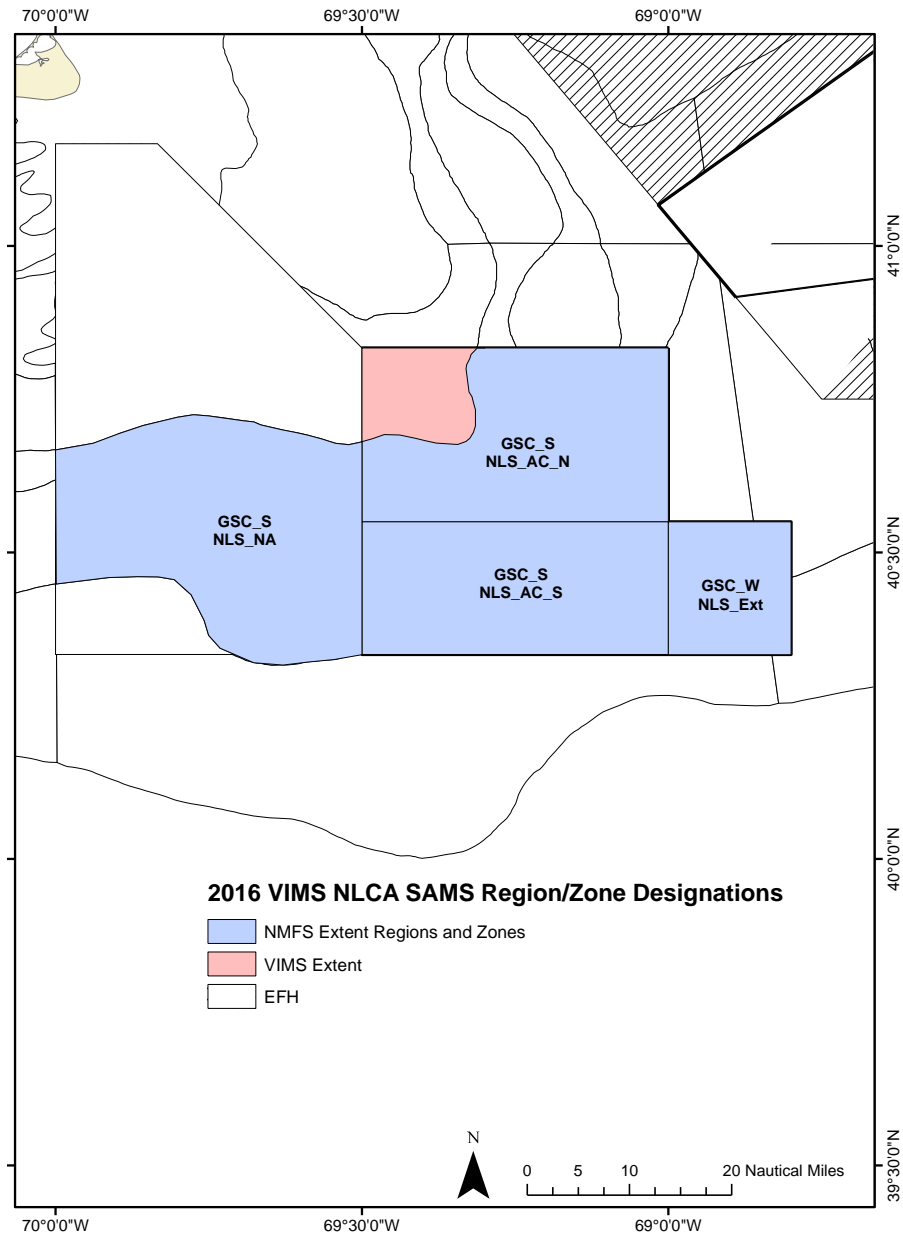 70°0'0"W 69°30'0"W 69°0'0"W
41°0'0"N
GSC_S
NLS_AC_N
GSC_S
NLS_NA
40°30'0"N
GSC_S
NLS_AC_S
GSC_W
NLS_Ext
40°0'0"N
2016 VIMS NLCA SAMS Region/Zone Designations
NMFS Extent Regions and Zones
VIMS Extent
EFH
N
0 5 10 20 Nautical Miles
39°30'0"N
70°0'0"W 69°30'0"W 69°0'0"W